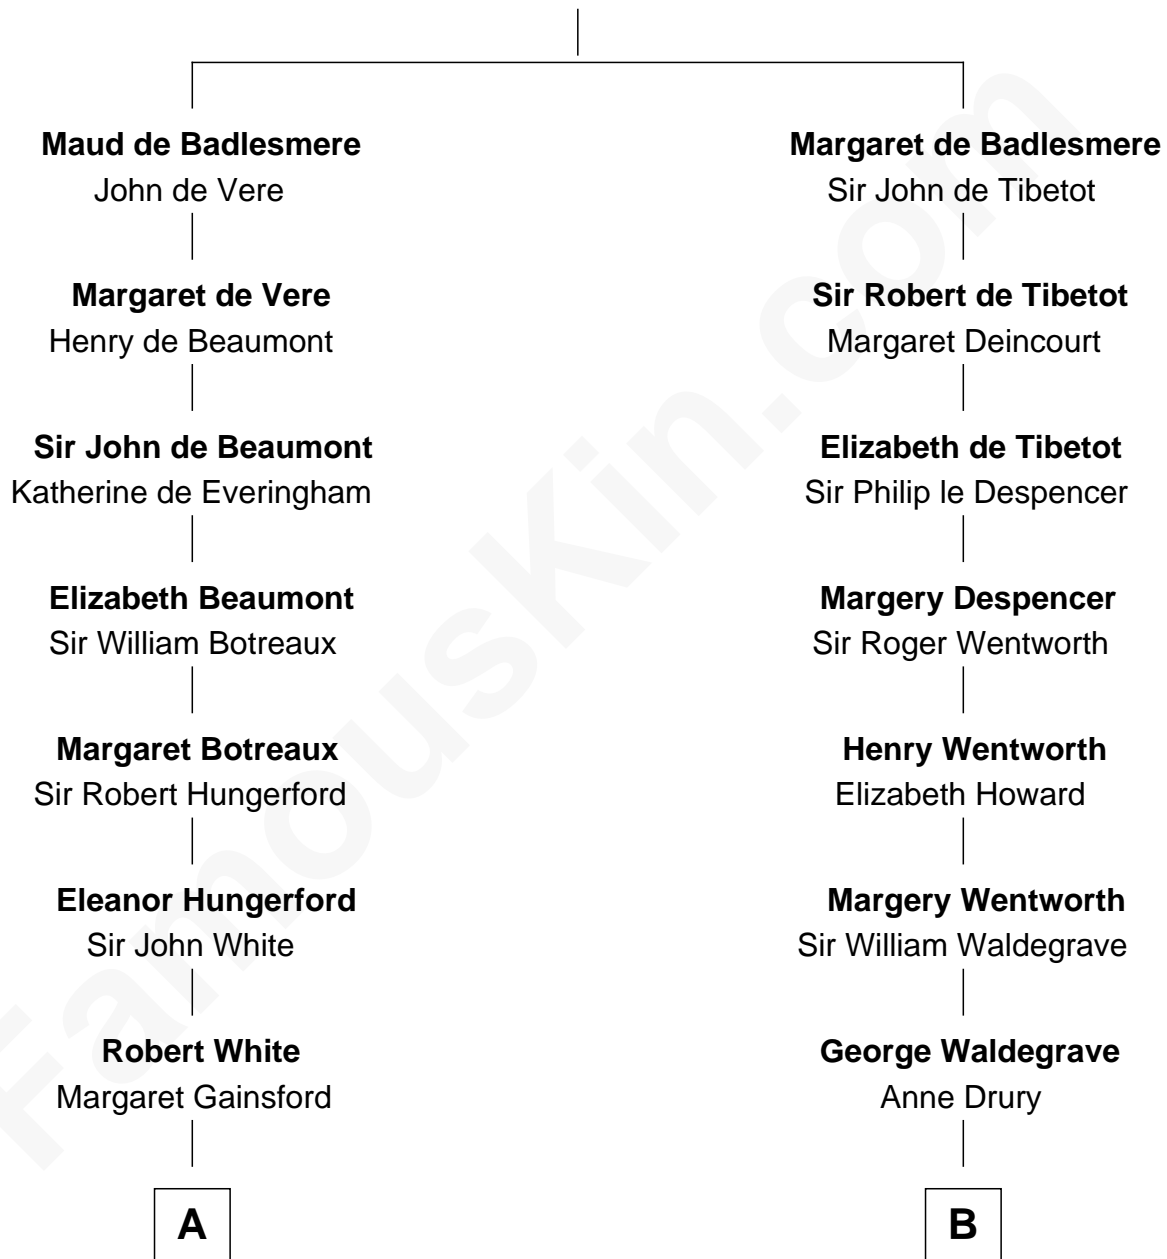 Maud de Badlesmere
John de Vere
Margaret de Vere
Henry de Beaumont
Sir John de Beaumont
Katherine de Everingham
Elizabeth Beaumont
Sir William Botreaux
Margaret Botreaux
Sir Robert Hungerford
Eleanor Hungerford
Sir John White
Robert White
Margaret Gainsford
A
Margaret de Badlesmere
Sir John de Tibetot
Sir Robert de Tibetot
Margaret Deincourt
Elizabeth de Tibetot
Sir Philip le Despencer
Margery Despencer
Sir Roger Wentworth
Henry Wentworth
Elizabeth Howard
Margery Wentworth
Sir William Waldegrave
George Waldegrave
Anne Drury
B
FamousKin.com